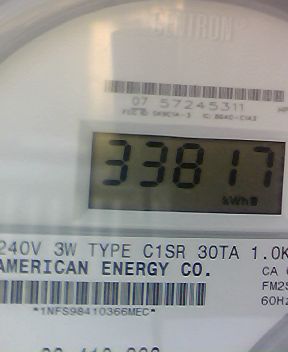 CENTRON
07 57245311
33817
kWh
240V 3W TYPE C1SR 30TA 1.0K
AMERICAN ENERGY CO.
CA
FM2S
60Hz
*1NFS98410366MEC*